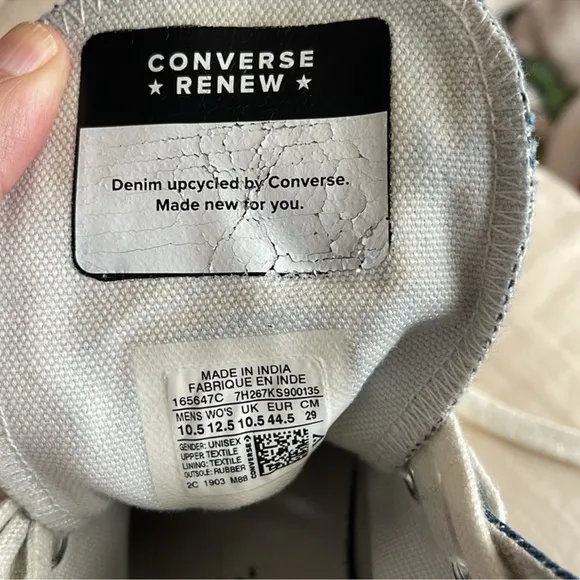 CONVERSE
★ RENEW ★
Denim upcycled by Converse.
Made new for you.
MADE IN INDIA
FABRIQUE EN INDE
165647C 7H267KS900135
MENS WO'S UK EUR CM
10.5 12.5 10.5 44.5 29
GENDER: UNISEX
UPPER: TEXTILE
LINING: TEXTILE
OUTSOLE: RUBBER
CONVERSE
2C 1903 M88